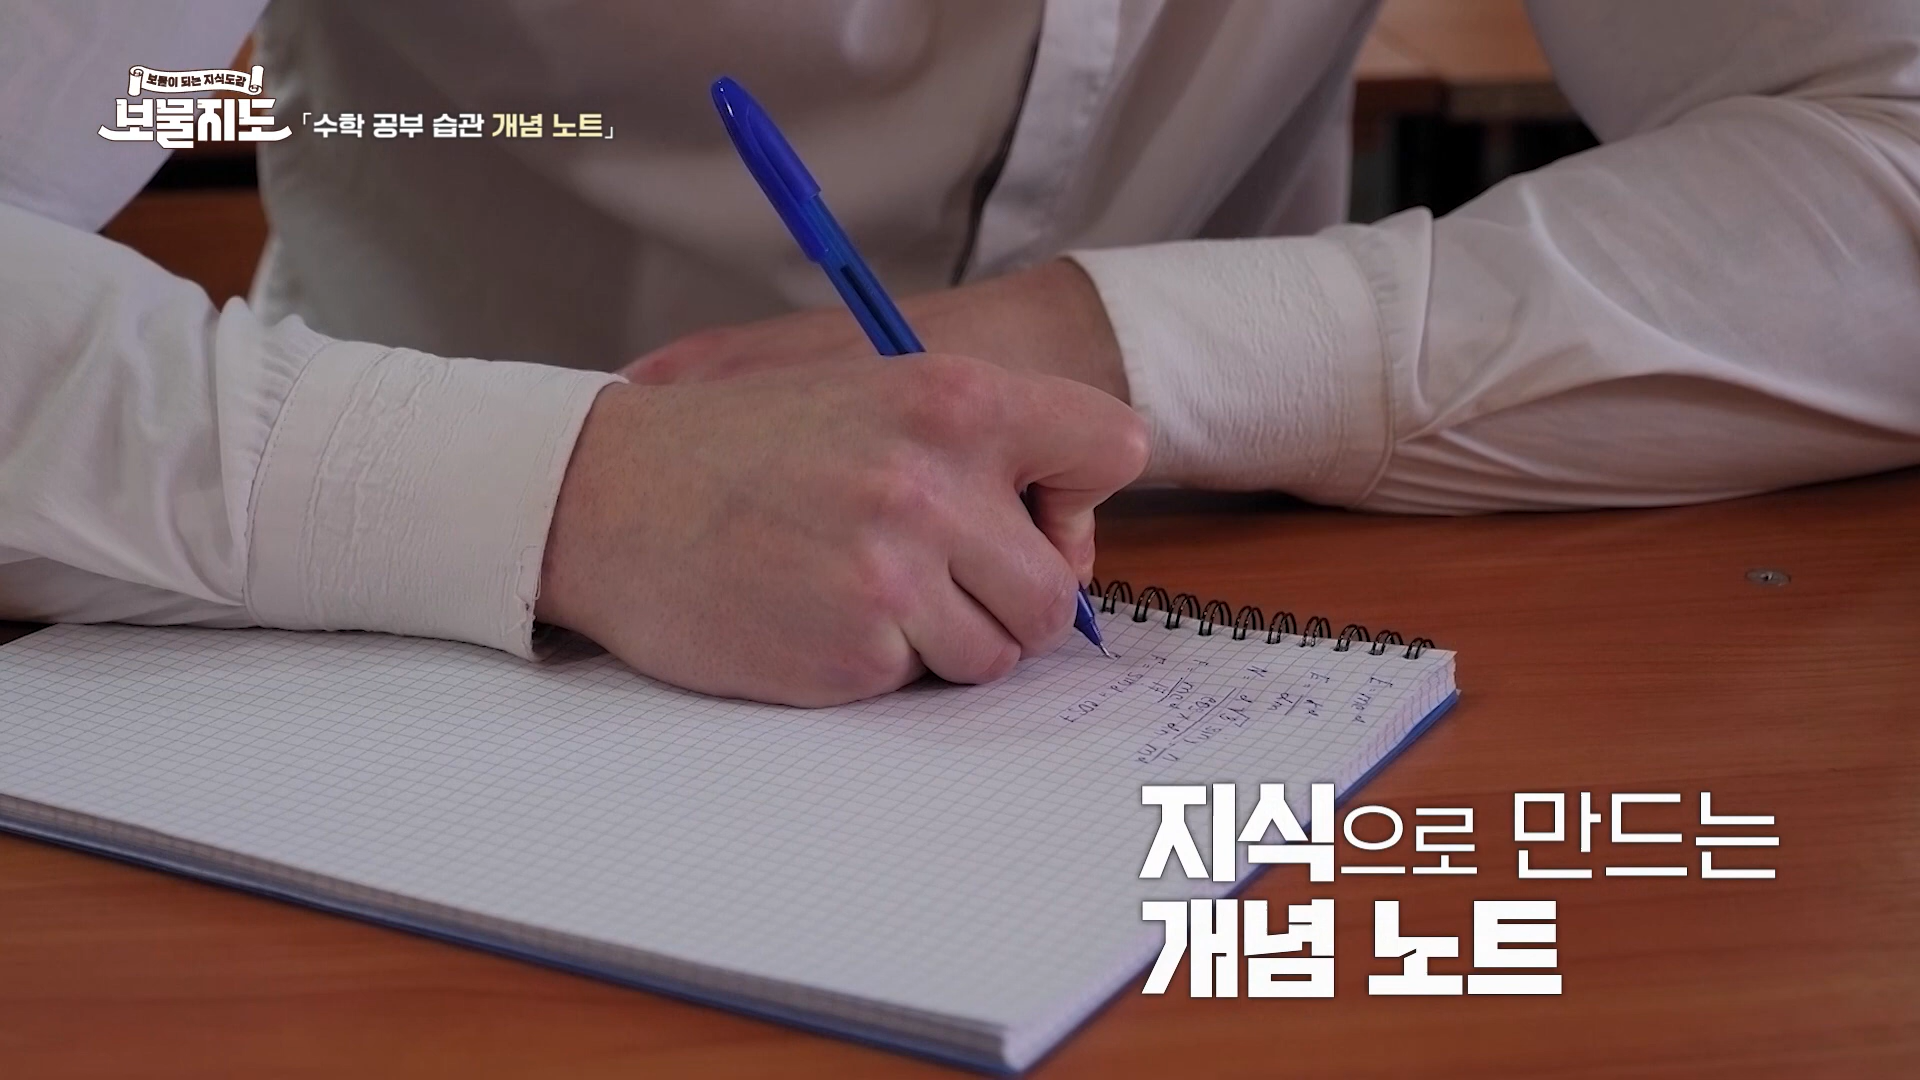 보물이 되는 지식도감
보물지도
「수학 공부 습관 개념 노트」
지식으로 만드는
개념 노트